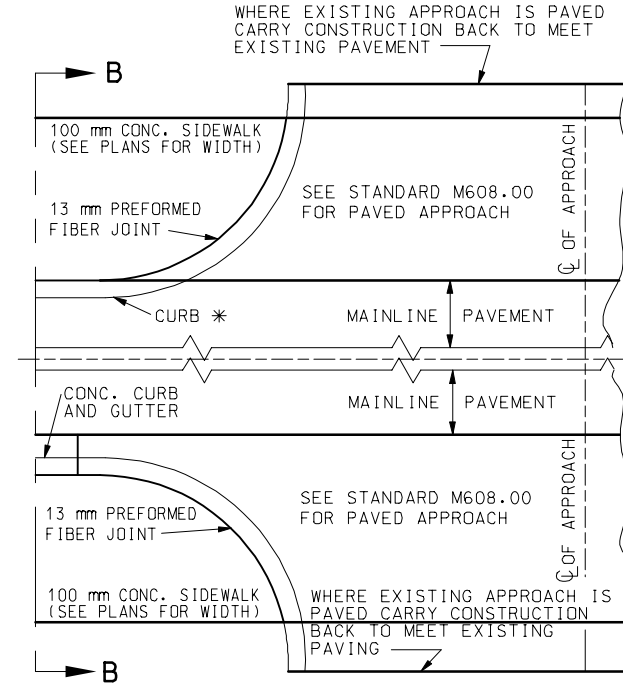 WHERE EXISTING APPROACH IS PAVED
CARRY CONSTRUCTION BACK TO MEET
EXISTING PAVEMENT
B
100 mm CONC. SIDEWALK
(SEE PLANS FOR WIDTH)
13 mm PREFORMED
FIBER JOINT
SEE STANDARD M608.00
FOR PAVED APPROACH
℄ OF APPROACH
CURB *
MAINLINE PAVEMENT
CONC. CURB
AND GUTTER
MAINLINE PAVEMENT
13 mm PREFORMED
FIBER JOINT
SEE STANDARD M608.00
FOR PAVED APPROACH
℄ OF APPROACH
100 mm CONC. SIDEWALK
(SEE PLANS FOR WIDTH)
WHERE EXISTING APPROACH IS
PAVED CARRY CONSTRUCTION
BACK TO MEET EXISTING
PAVING
B